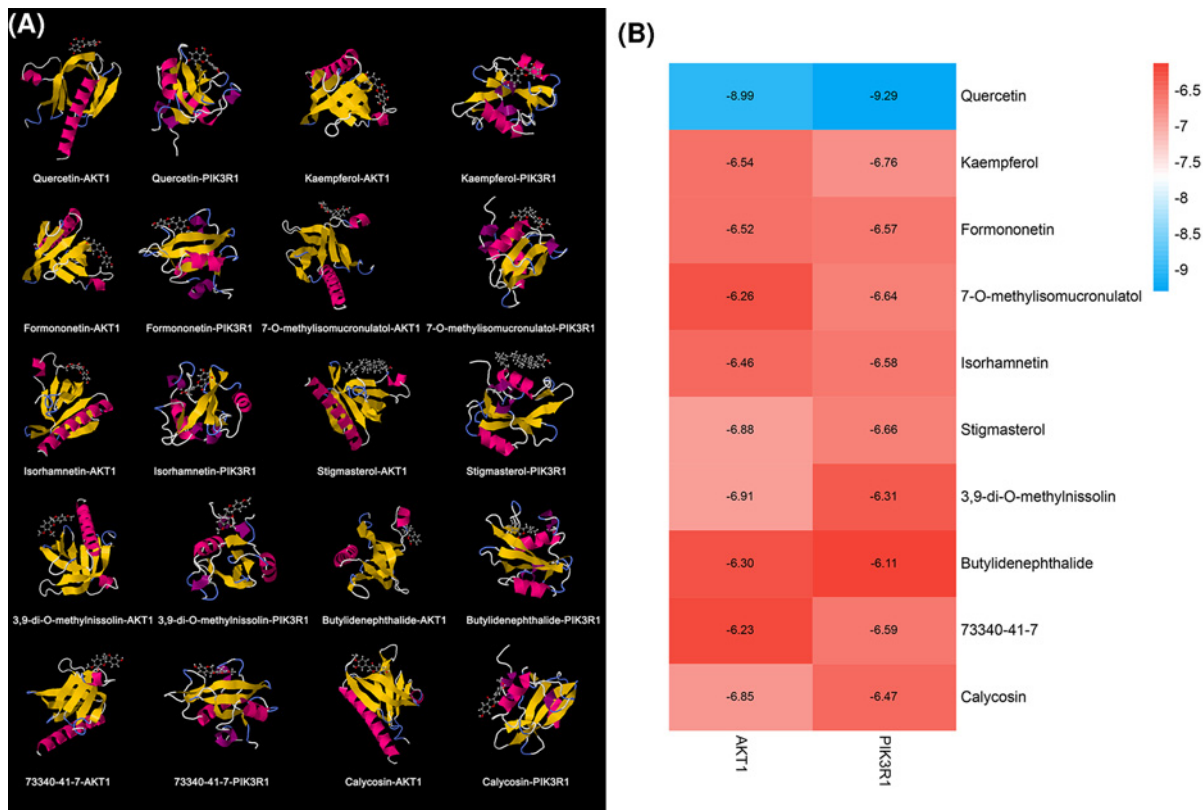 (A)
Quercetin-AKT1 Quercetin-PIK3R1 Kaempferol-AKT1 Kaempferol-PIK3R1
Formononetin-AKT1 Formononetin-PIK3R1 7-O-methylisomucronulatol-AKT1 7-O-methylisomucronulatol-PIK3R1
Isorhamnetin-AKT1 Isorhamnetin-PIK3R1 Stigmasterol-AKT1 Stigmasterol-PIK3R1
3,9-di-O-methylnissolin-AKT1 3,9-di-O-methylnissolin-PIK3R1 Butylidenephthalide-AKT1 Butylidenephthalide-PIK3R1
73340-41-7-AKT1 73340-41-7-PIK3R1 Calycosin-AKT1 Calycosin-PIK3R1
(B)
-8.99 -9.29 Quercetin
-6.54 -6.76 Kaempferol
-6.52 -6.57 Formononetin
-6.26 -6.64 7-O-methylisomucronulatol
-6.46 -6.58 Isorhamnetin
-6.88 -6.66 Stigmasterol
-6.91 -6.31 3,9-di-O-methylnissolin
-6.30 -6.11 Butylidenephthalide
-6.23 -6.59 73340-41-7
-6.85 -6.47 Calycosin
AKT1 PIK3R1
-6.5
-7
-7.5
-8
-8.5
-9